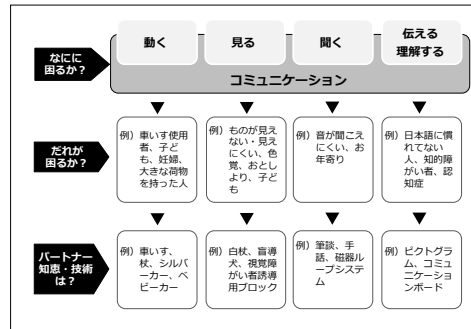 なにに
困るか？
動く
見る
聞く
伝える
理解する
コミュニケーション
だれが
困るか？
例）車いす使用
者、子ど
も、妊婦、
大きな荷物
を持った人
例）ものが見え
ない・見え
にくい、色
覚、おとし
より、子ど
も
例）音が聞こえ
にくい、お
年寄り
例）日本語に慣
れてない
人、知的障
がい者、認
知症
パートナー
知恵・技術
は？
例）車いす、
杖、シルバ
ーカー、ベ
ビーカー
例）白杖、盲導
犬、視覚障
がい者誘導
用ブロック
例）筆談、手
話、磁器ル
ープシステ
ム
例）ピクトグラ
ム、コミュニ
ケーション
ボード